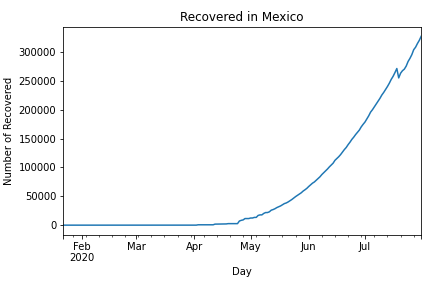 Recovered in Mexico
Number of Recovered
300000
250000
200000
150000
100000
50000
0
Feb Mar Apr May Jun Jul
2020
Day